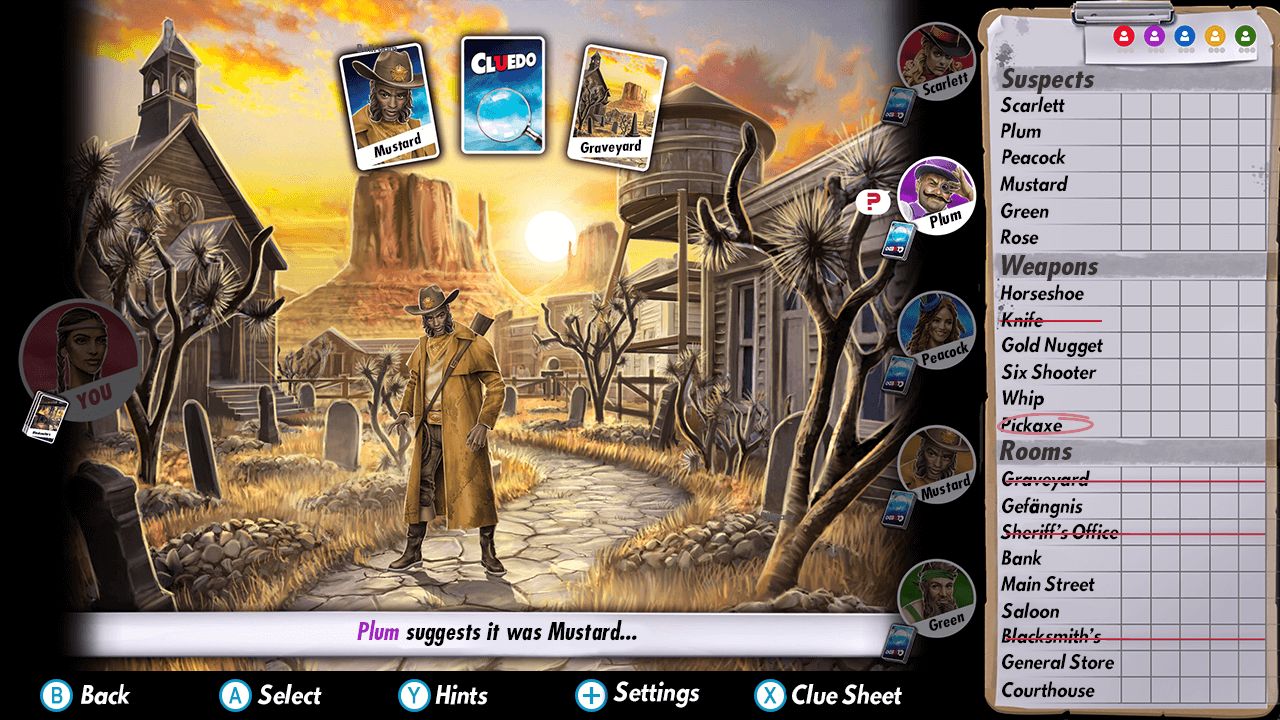 Mustard
CLUEDO
Graveyard
Scarlett
?
Plum
Peacock
YOU
Mustard
Green
Plum suggests it was Mustard...
B Back
A Select
Y Hints
+ Settings
X Clue Sheet
Suspects
Scarlett
Plum
Peacock
Mustard
Green
Rose
Weapons
Horseshoe
Knife
Gold Nugget
Six Shooter
Whip
Pickaxe
Rooms
Graveyard
Gefängnis
Sheriff's Office
Bank
Main Street
Saloon
Blacksmith's
General Store
Courthouse